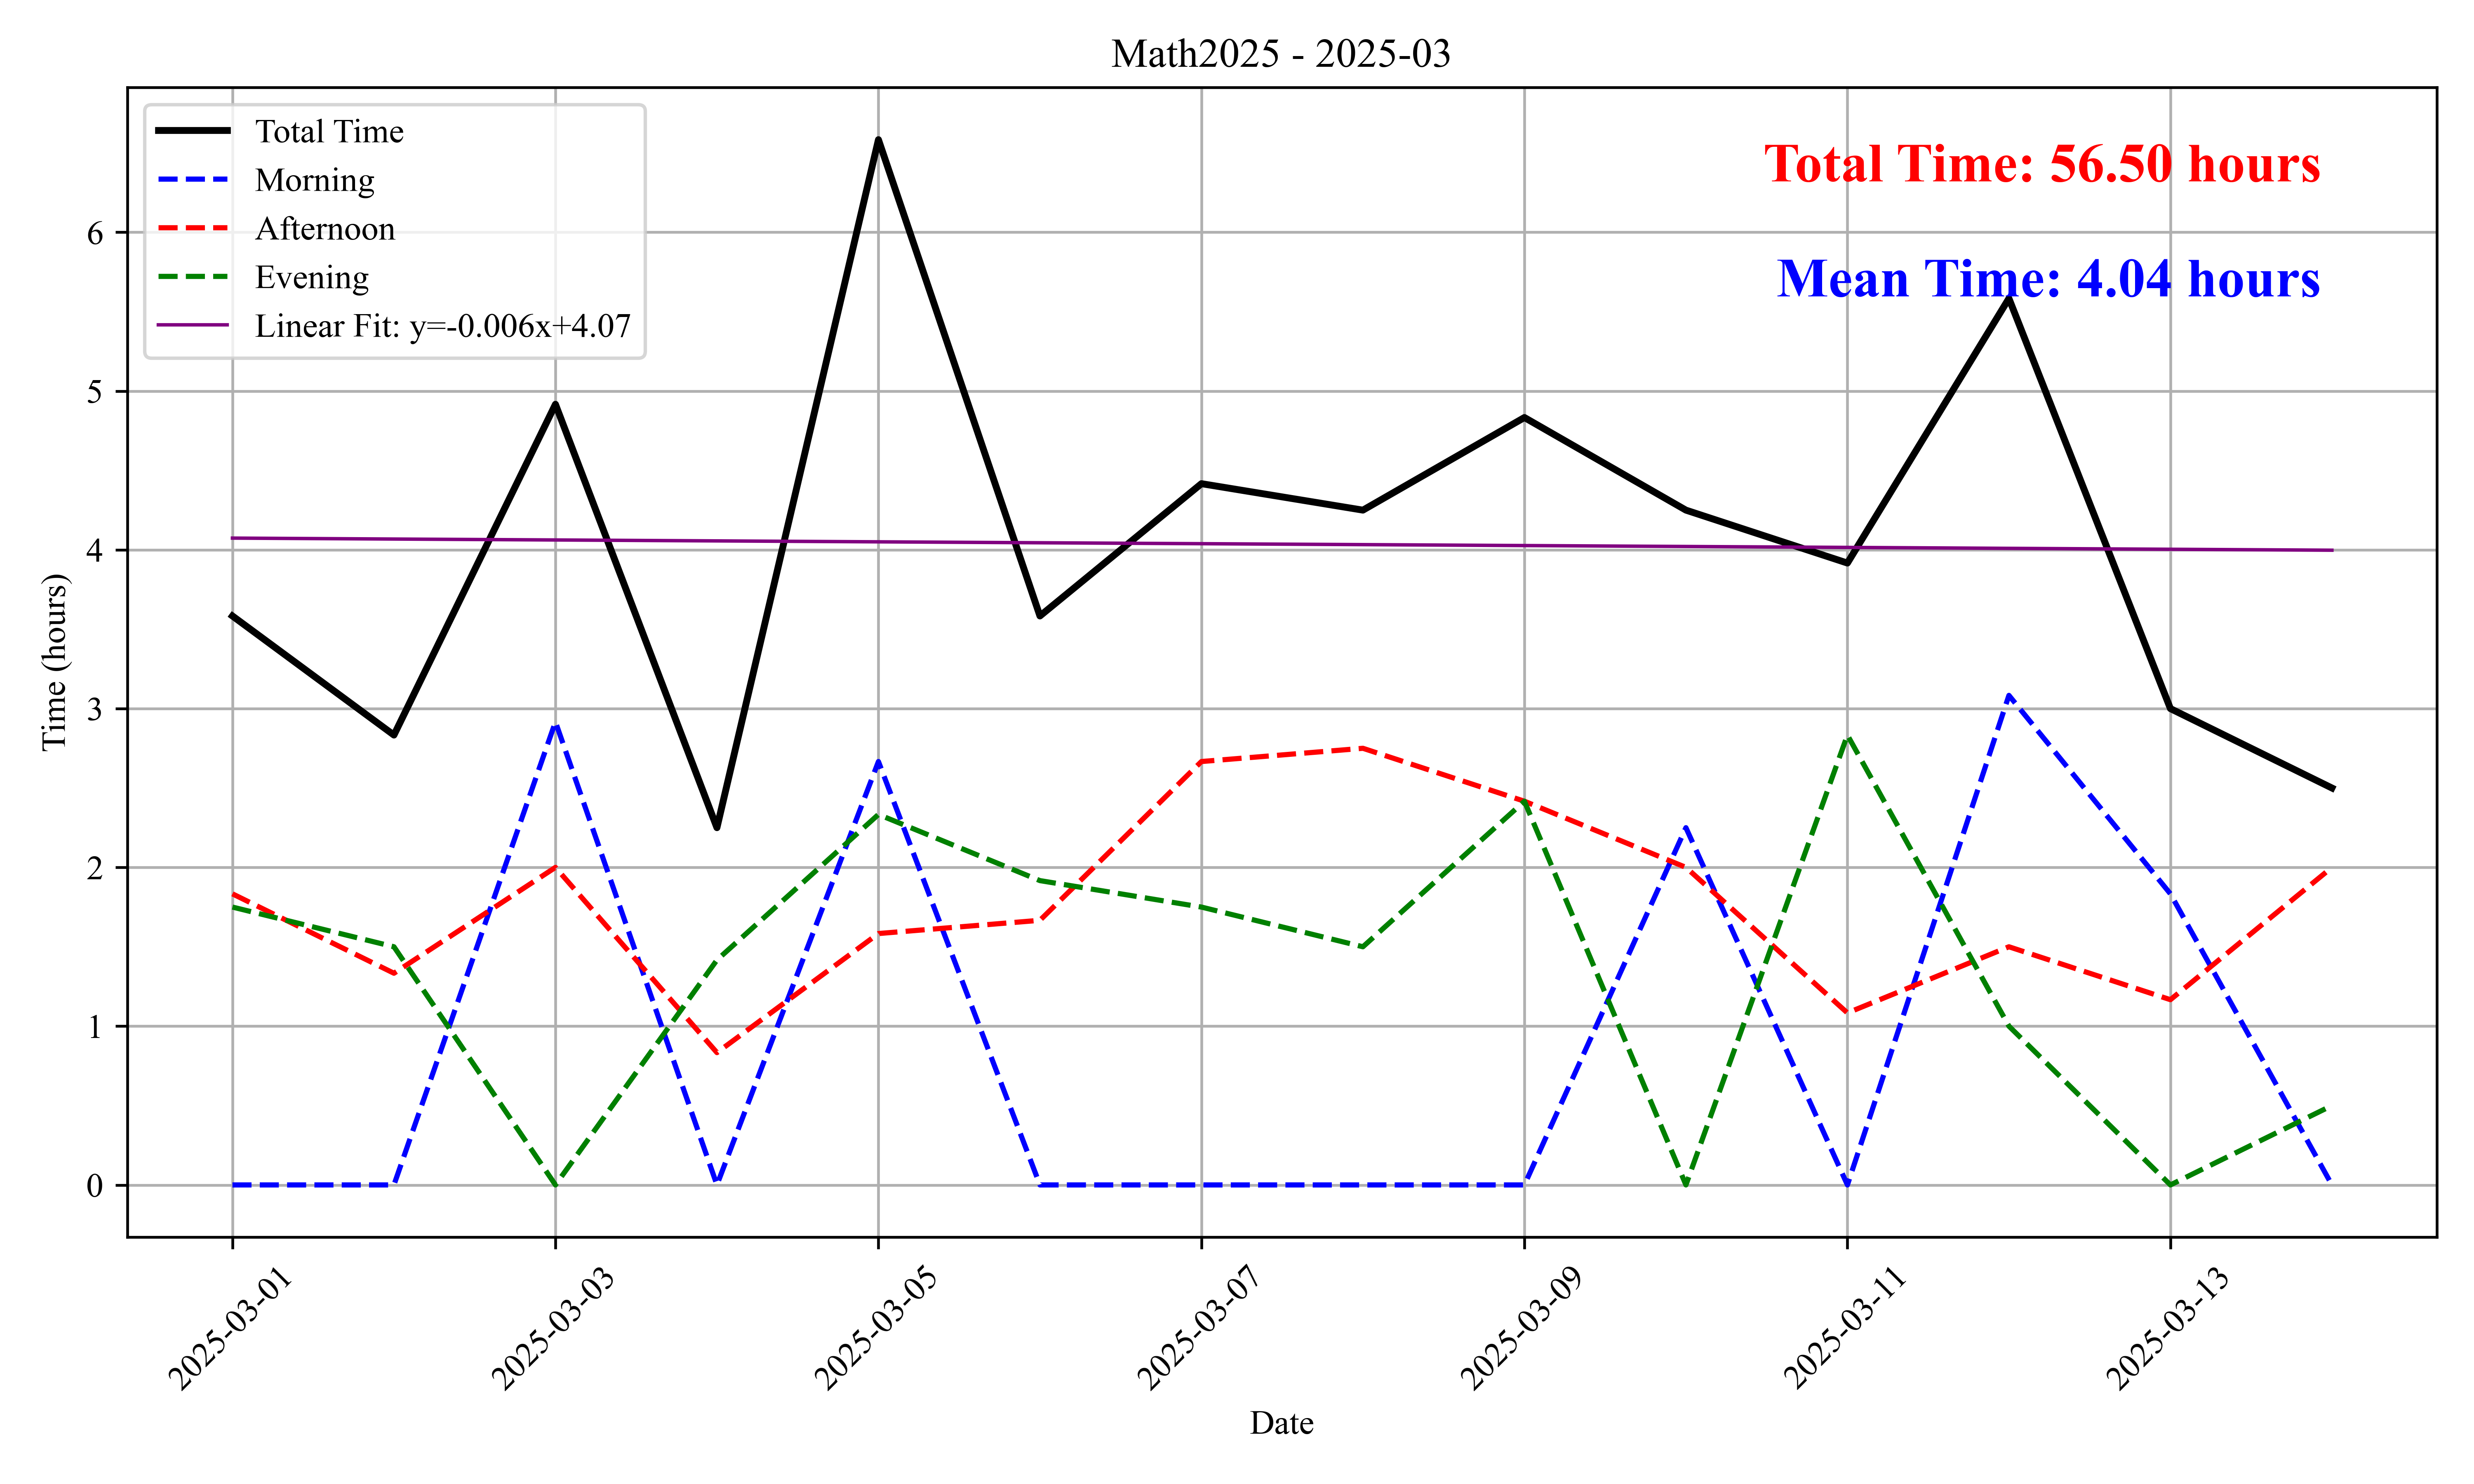 Math2025 - 2025-03
Total Time
Morning
Afternoon
Evening
Linear Fit: y=-0.006x+4.07
Total Time: 56.50 hours
Mean Time: 4.04 hours
Time (hours)
6
5
4
3
2
1
0
2025-03-01
2025-03-03
2025-03-05
2025-03-07
2025-03-09
2025-03-11
2025-03-13
Date